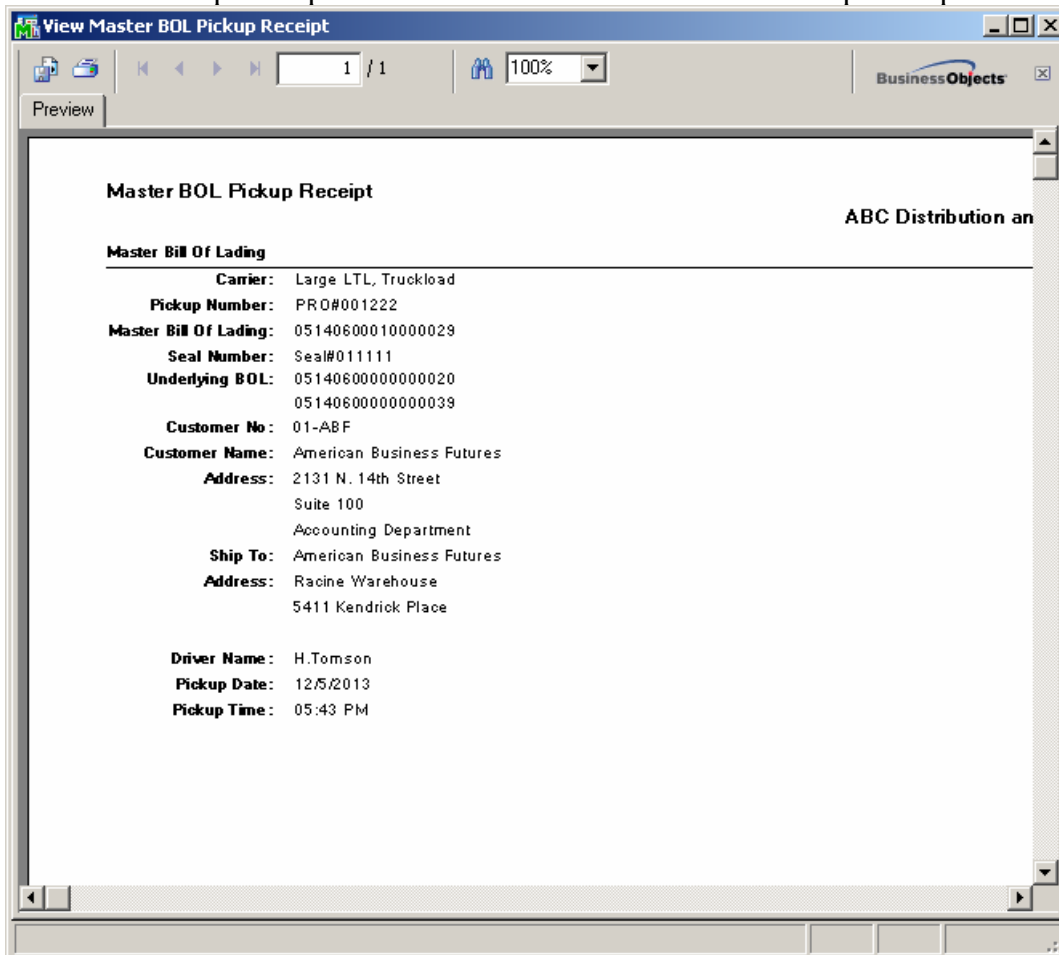 View Master BOL Pickup Receipt
1 / 1 100% BusinessObjects
Preview
Master BOL Pickup Receipt
ABC Distribution an
Master Bill Of Lading
Carrier: Large LTL, Truckload
Pickup Number: PRO#001222
Master Bill Of Lading: 05140600010000029
Seal Number: Seal#011111
Underlying BOL: 05140600000000020
05140600000000039
Customer No: 01-ABF
Customer Name: American Business Futures
Address: 2131 N. 14th Street
Suite 100
Accounting Department
Ship To: American Business Futures
Address: Racine Warehouse
5411 Kendrick Place
Driver Name: H.Tomson
Pickup Date: 12/5/2013
Pickup Time: 05:43 PM